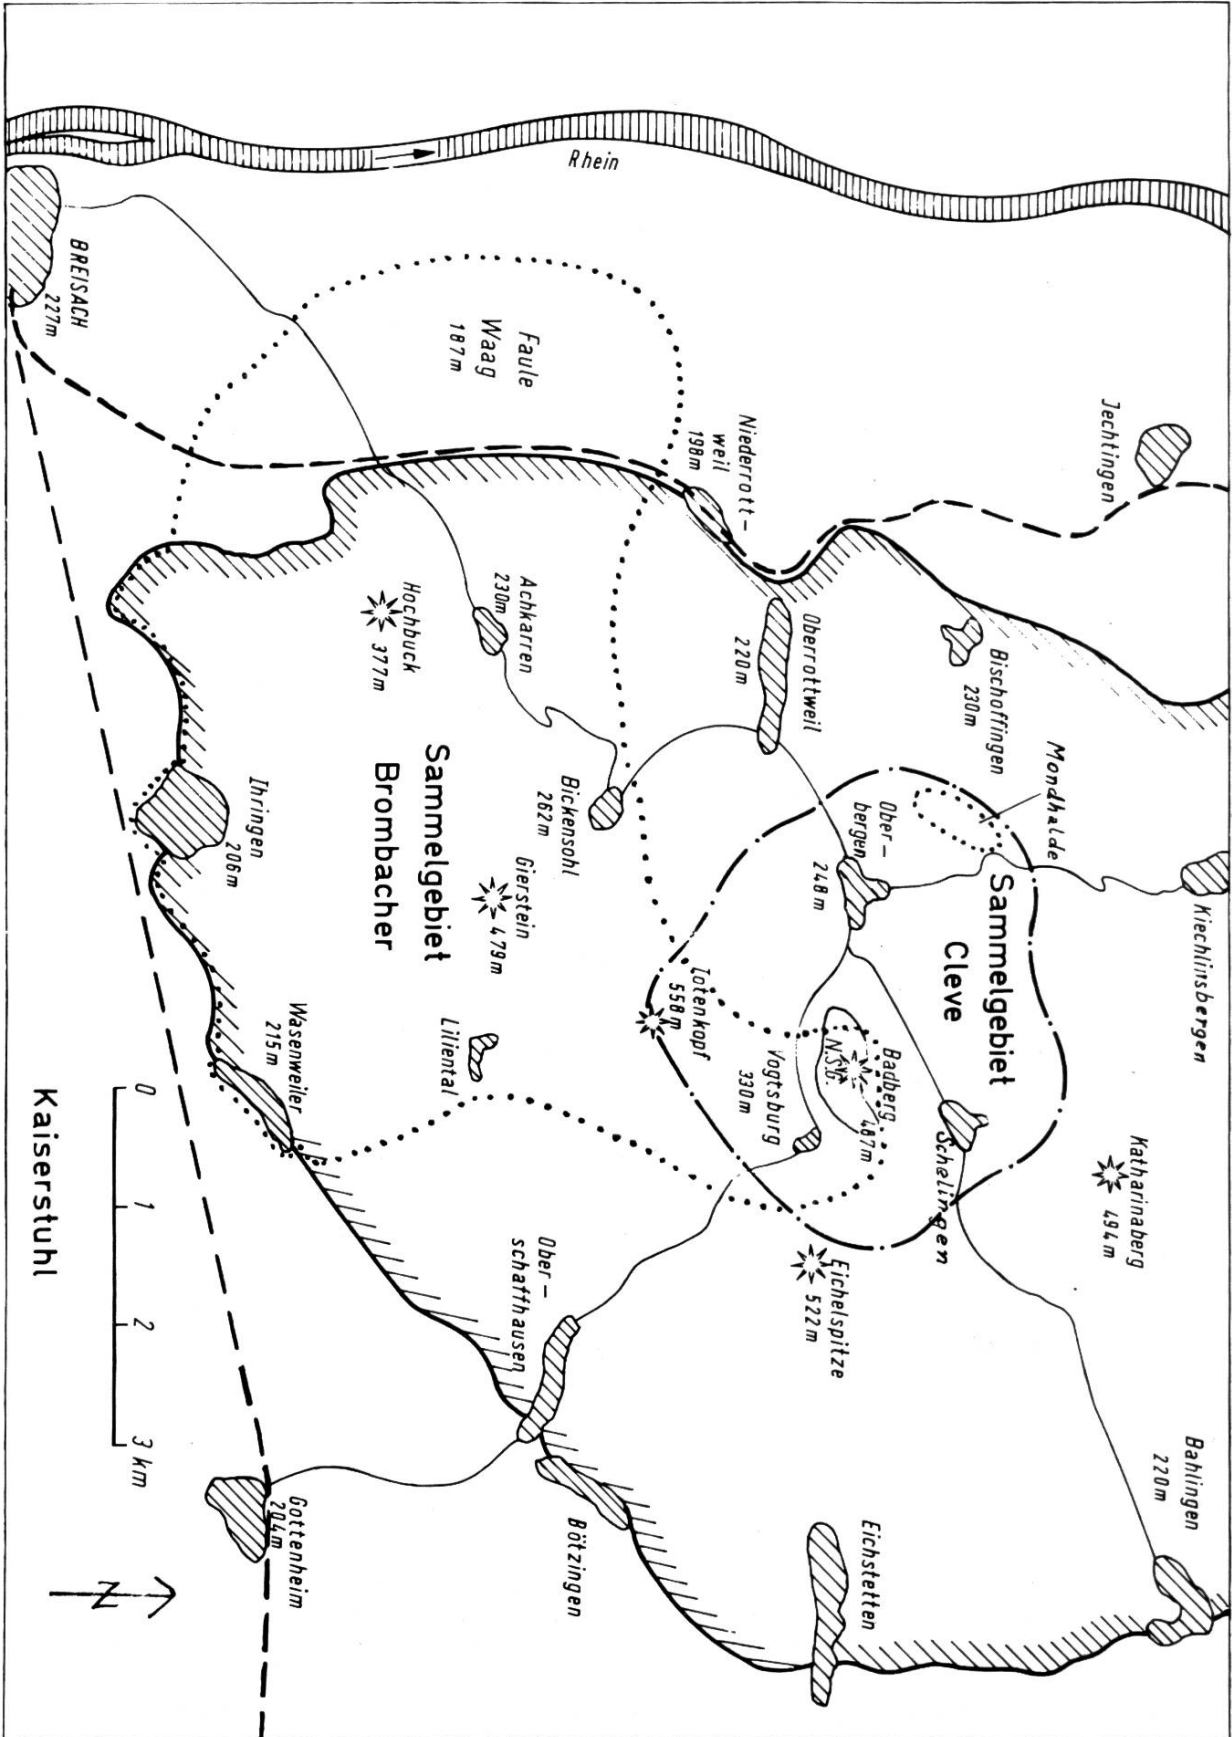 Rhein
BREISACH
227m
Faule
Waag
187m
Jechtingen
Niederrott-
weil
198m
Oberrottweil
220m
Bischoffingen
230m
Mondhalde
Kiechlinsbergen
Achkarren
230m
Hochbuck
377m
Bickensohl
262m
Ober-
bergen
248m
Sammelgebiet
Cleve
Sammelgebiet
Brombacher
Gierstein
479m
Ihringen
206m
Totenkopf
558m
Badberg
487m
N.S.G.
Vogtsburg
330m
Schelingen
Katharinaberg
494m
Liliental
Wasenweiler
215m
Eichelspitze
522m
Ober-
schaffhausen
Bahlingen
220m
Eichstetten
Bötzingen
Gottenheim
204m
Kaiserstuhl
0 1 2 3 km
N